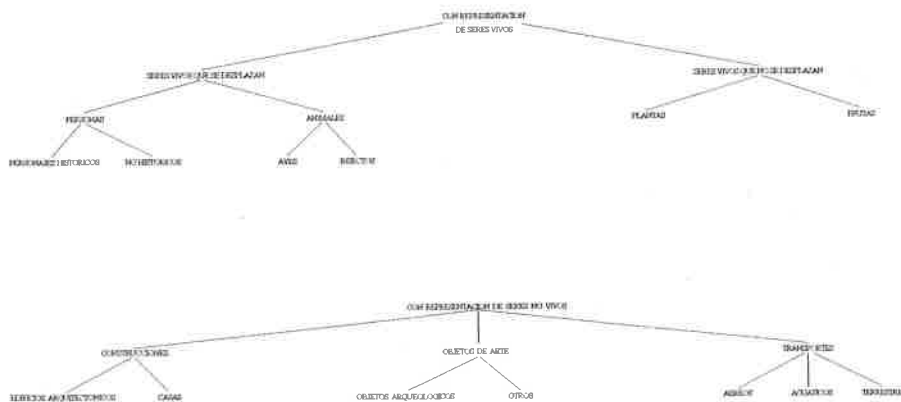 CON REPRESENTACION
DE SERES VIVOS
SERES VIVOS QUE SE DESPLAZAN
SERES VIVOS QUE NO SE DESPLAZAN
PERSONAS
ANIMALES
PLANTAS
FRUTAS
PERSONAJES HISTORICOS
NO HISTORICOS
AVES
INSECTOS
CON REPRESENTACION DE SERES NO VIVOS
CONSTRUCCIONES
OBJETOS DE ARTE
TRANSPORTES
EDIFICIOS ARQUITECTONICOS
CASAS
OBJETOS ARQUEOLOGICOS
OTROS
AEREOS
ACUATICOS